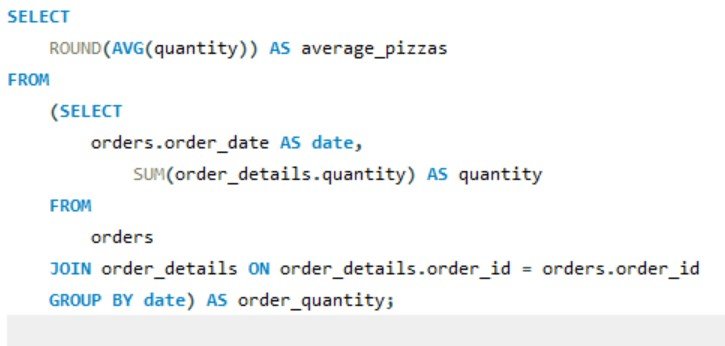 SELECT
ROUND(AVG(quantity)) AS average_pizzas
FROM
(SELECT
orders.order_date AS date,
SUM(order_details.quantity) AS quantity
FROM
orders
JOIN order_details ON order_details.order_id = orders.order_id
GROUP BY date) AS order_quantity;